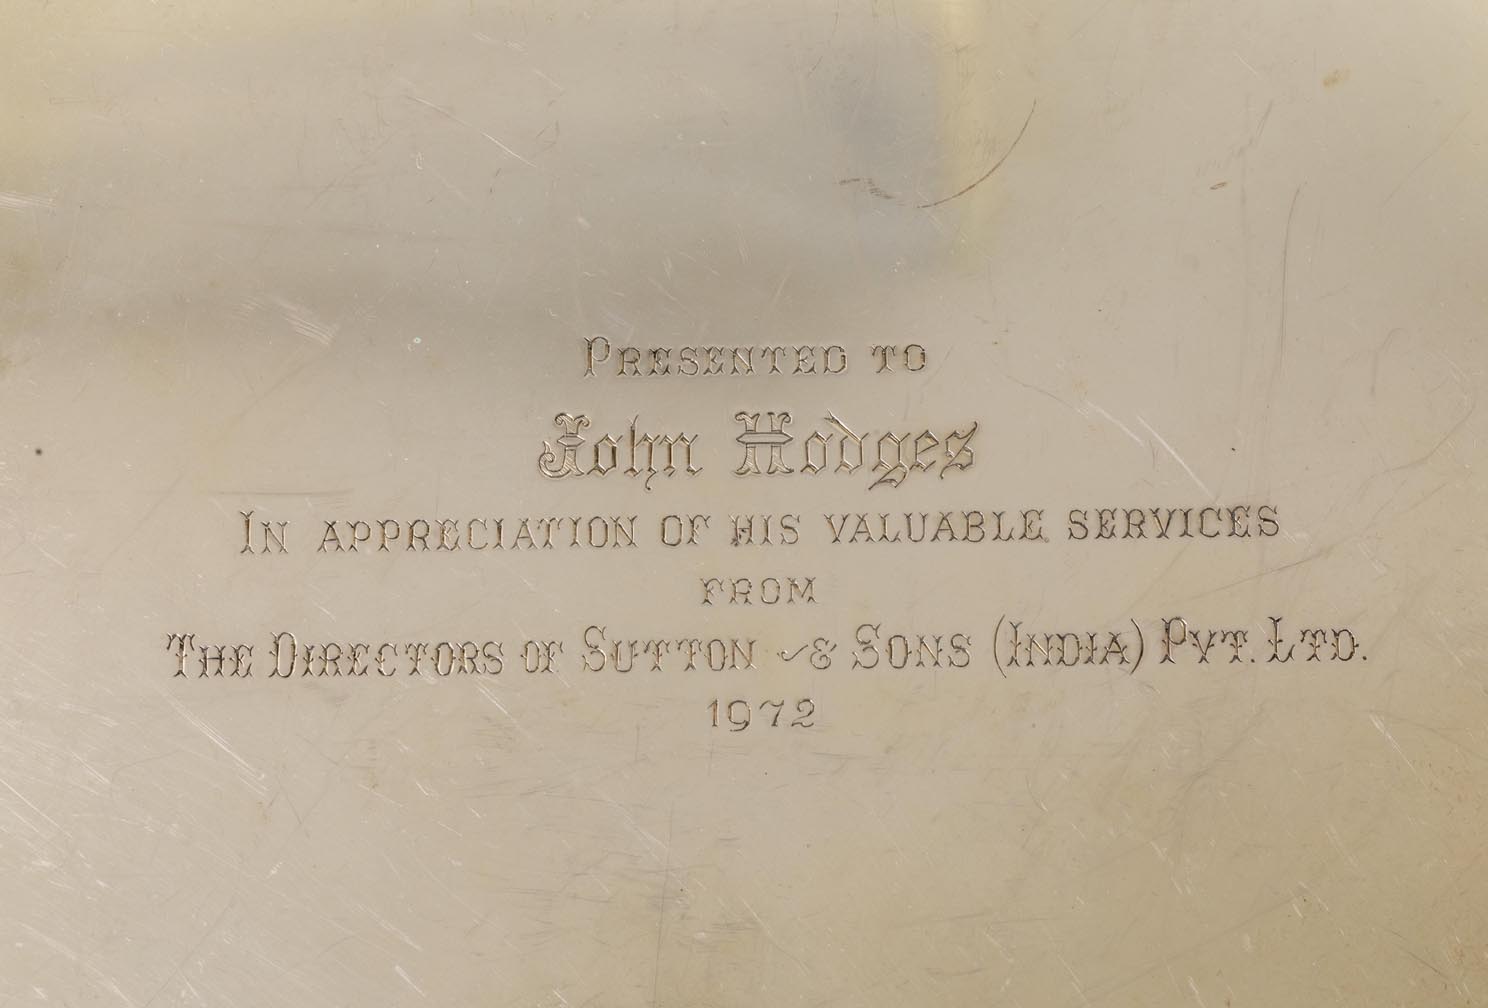 Presented to
John Hodges
In appreciation of his valuable services
from
The Directors of Sutton & Sons (India) Pvt. Ltd.
1972